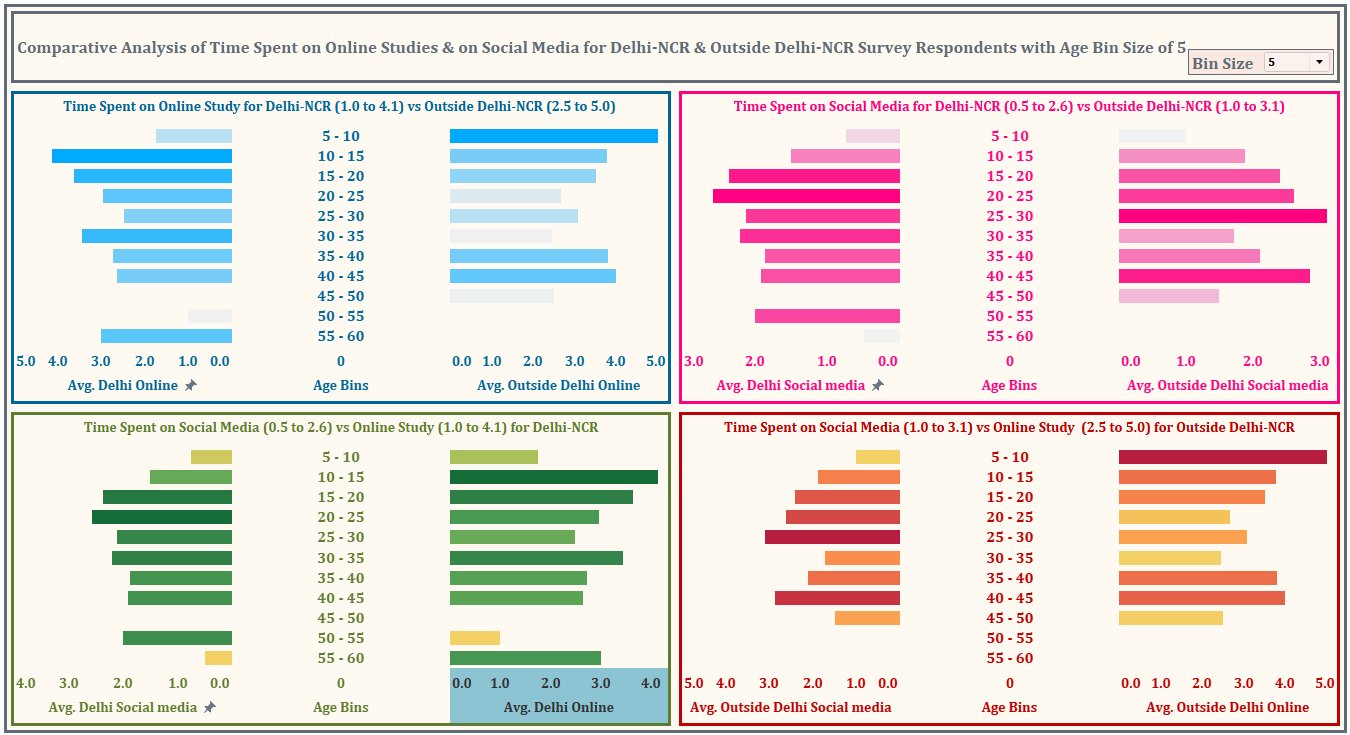 Comparative Analysis of Time Spent on Online Studies & on Social Media for Delhi-NCR & Outside Delhi-NCR Survey Respondents with Age Bin Size of 5
Bin Size 5
Time Spent on Online Study for Delhi-NCR (1.0 to 4.1) vs Outside Delhi-NCR (2.5 to 5.0)
5 - 10
10 - 15
15 - 20
20 - 25
25 - 30
30 - 35
35 - 40
40 - 45
45 - 50
50 - 55
55 - 60
5.0 4.0 3.0 2.0 1.0 0.0 0 0.0 1.0 2.0 3.0 4.0 5.0
Avg. Delhi Online Age Bins Avg. Outside Delhi Online
Time Spent on Social Media for Delhi-NCR (0.5 to 2.6) vs Outside Delhi-NCR (1.0 to 3.1)
5 - 10
10 - 15
15 - 20
20 - 25
25 - 30
30 - 35
35 - 40
40 - 45
45 - 50
50 - 55
55 - 60
3.0 2.0 1.0 0.0 0 0.0 1.0 2.0 3.0
Avg. Delhi Social media Age Bins Avg. Outside Delhi Social media
Time Spent on Social Media (0.5 to 2.6) vs Online Study (1.0 to 4.1) for Delhi-NCR
5 - 10
10 - 15
15 - 20
20 - 25
25 - 30
30 - 35
35 - 40
40 - 45
45 - 50
50 - 55
55 - 60
4.0 3.0 2.0 1.0 0.0 0 0.0 1.0 2.0 3.0 4.0
Avg. Delhi Social media Age Bins Avg. Delhi Online
Time Spent on Social Media (1.0 to 3.1) vs Online Study (2.5 to 5.0) for Outside Delhi-NCR
5 - 10
10 - 15
15 - 20
20 - 25
25 - 30
30 - 35
35 - 40
40 - 45
45 - 50
50 - 55
55 - 60
5.0 4.0 3.0 2.0 1.0 0.0 0 0.0 1.0 2.0 3.0 4.0 5.0
Avg. Outside Delhi Social media Age Bins Avg. Outside Delhi Online